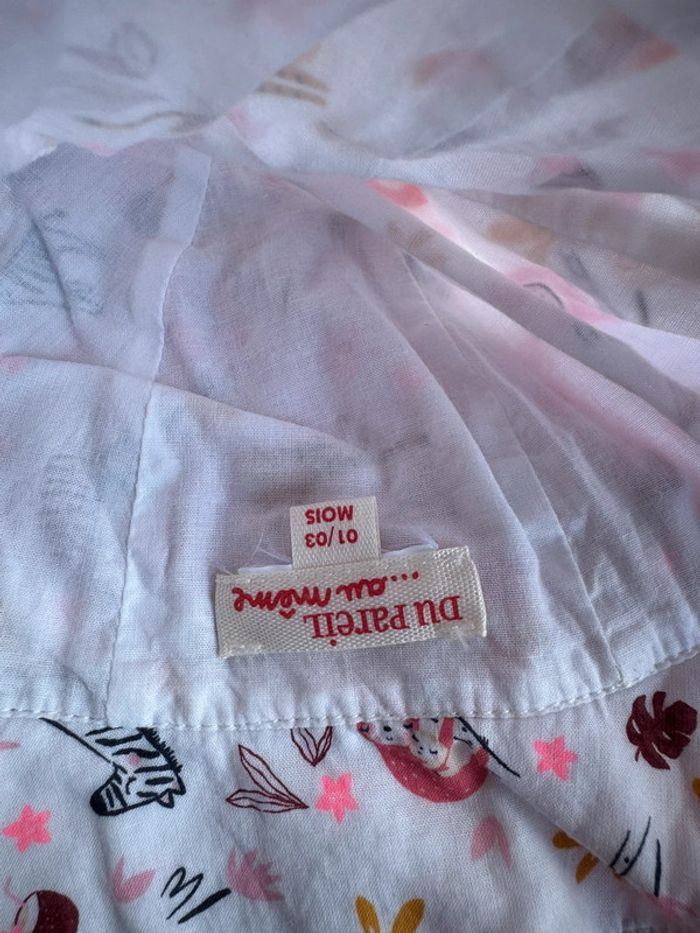 DU PAREIL
...au même
01/03
MOIS